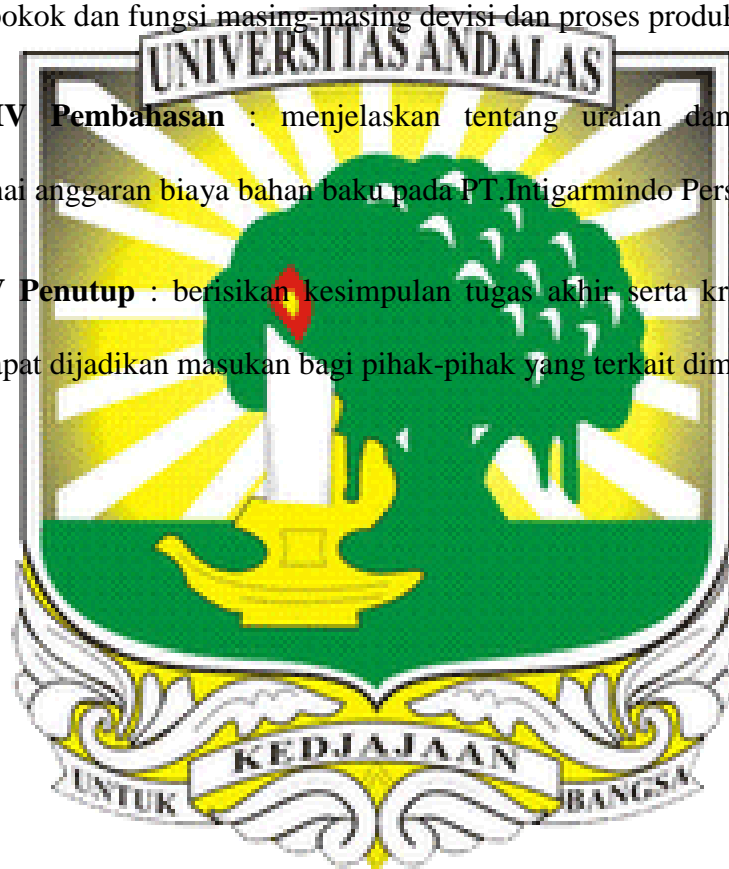 pokok dan fungsi masing-masing devisi dan proses produk
UNIVERSITAS ANDALAS
IV Pembahasan : menjelaskan tentang uraian dan
nai anggaran biaya bahan baku pada PT.Intigarmindo Pers
V Penutup : berisikan kesimpulan tugas akhir serta kr
apat dijadikan masukan bagi pihak-pihak yang terkait dim
UNTUK KEDJAJAAN BANGSA